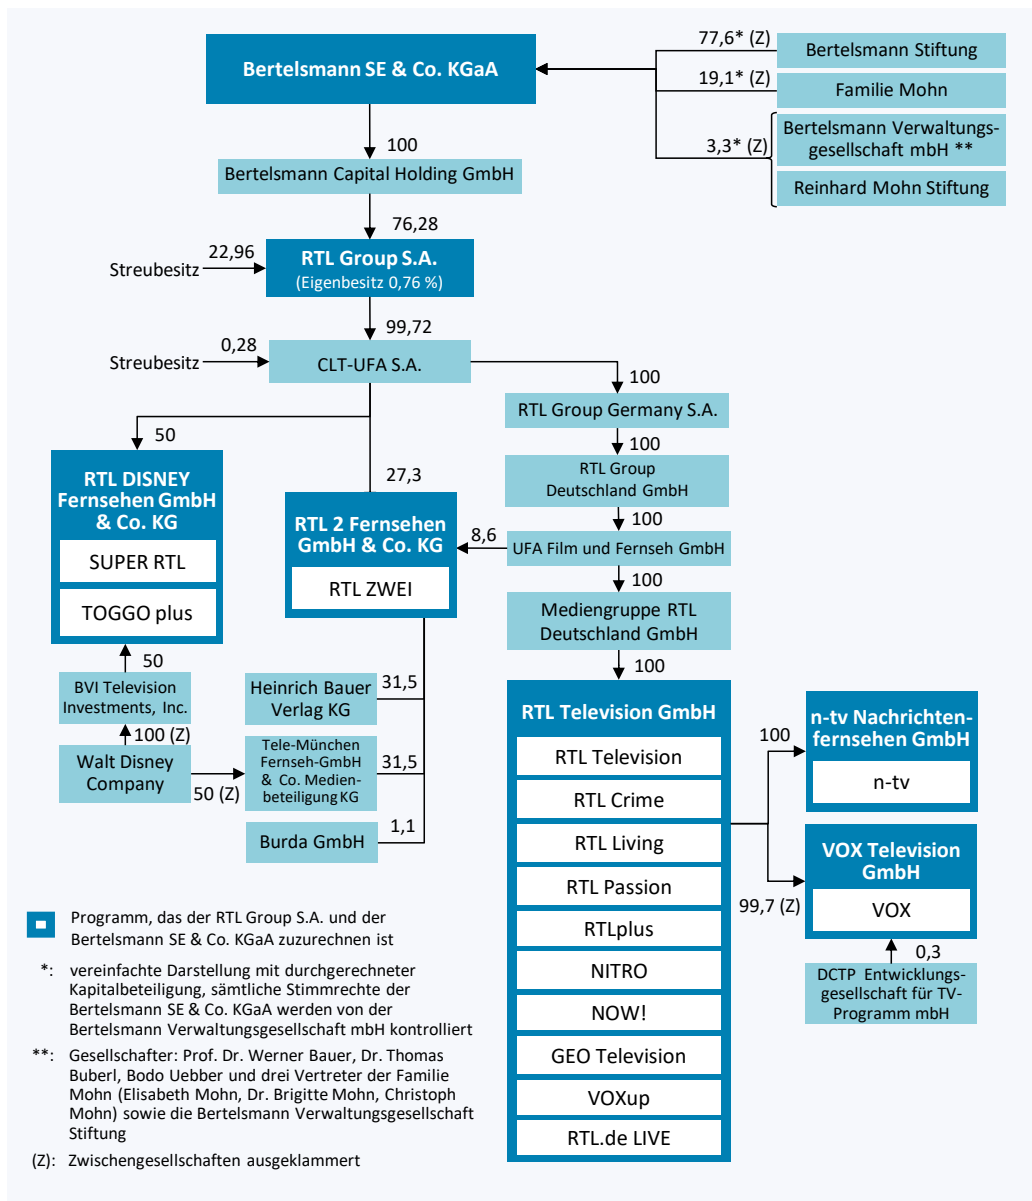 77,6* (Z)
Bertelsmann Stiftung
Bertelsmann SE & Co. KGaA
19,1* (Z)
Familie Mohn
3,3* (Z)
Bertelsmann Verwaltungs-
gesellschaft mbH **
Reinhard Mohn Stiftung
100
Bertelsmann Capital Holding GmbH
76,28
Streubesitz
22,96
RTL Group S.A.
(Eigenbesitz 0,76 %)
99,72
Streubesitz
0,28
CLT-UFA S.A.
100
RTL Group Germany S.A.
100
RTL Group
Deutschland GmbH
100
UFA Film und Fernseh GmbH
8,6
100
Mediengruppe RTL
Deutschland GmbH
100
50
RTL DISNEY
Fernsehen GmbH
& Co. KG
SUPER RTL
TOGGO plus
50
BVI Television
Investments, Inc.
100 (Z)
Walt Disney
Company
50 (Z)
27,3
RTL 2 Fernsehen
GmbH & Co. KG
RTL ZWEI
Heinrich Bauer
Verlag KG
31,5
Tele-München
Fernseh-GmbH
& Co. Medien-
beteiligung KG
31,5
Burda GmbH
1,1
RTL Television GmbH
RTL Television
RTL Crime
RTL Living
RTL Passion
RTLplus
NITRO
NOW!
GEO Television
VOXup
RTL.de LIVE
100
n-tv Nachrichten-
fernsehen GmbH
n-tv
99,7 (Z)
VOX Television
GmbH
VOX
0,3
DCTP Entwicklungs-
gesellschaft für TV-
Programm mbH
Programm, das der RTL Group S.A. und der
Bertelsmann SE & Co. KGaA zuzurechnen ist
*: vereinfachte Darstellung mit durchgerechneter
Kapitalbeteiligung, sämtliche Stimmrechte der
Bertelsmann SE & Co. KGaA werden von der
Bertelsmann Verwaltungsgesellschaft mbH kontrolliert
**: Gesellschafter: Prof. Dr. Werner Bauer, Dr. Thomas
Buberl, Bodo Uebber und drei Vertreter der Familie
Mohn (Elisabeth Mohn, Dr. Brigitte Mohn, Christoph
Mohn) sowie die Bertelsmann Verwaltungsgesellschaft
Stiftung
(Z): Zwischengesellschaften ausgeklammert